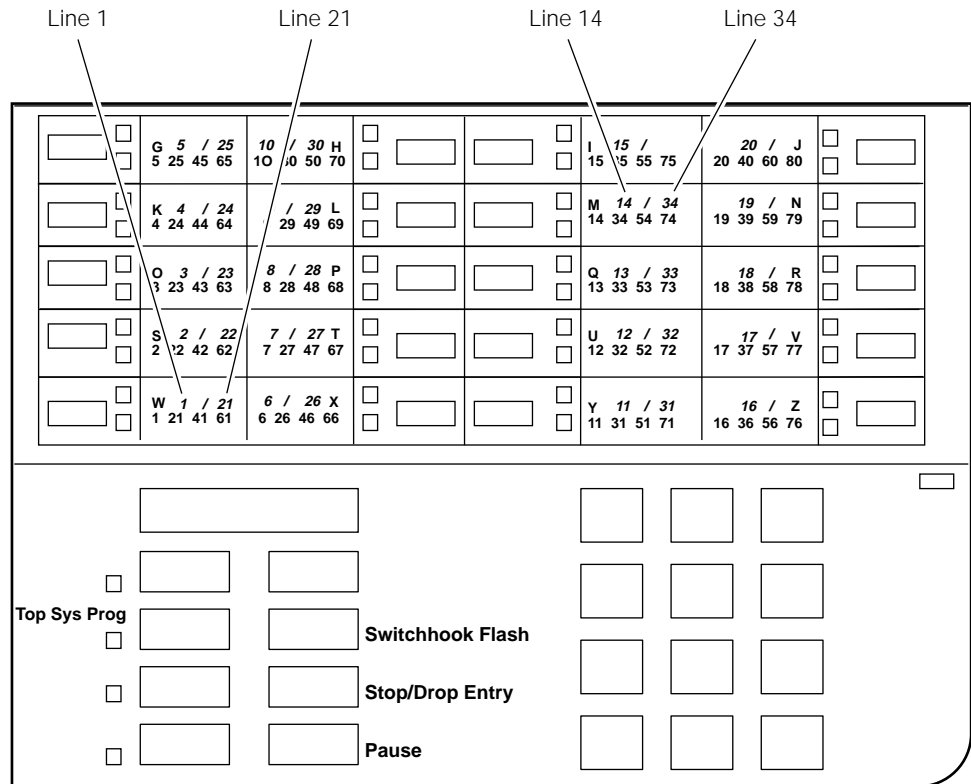 Line 1 Line 21 Line 14 Line 34
G 5 / 25 10 / 30 H I 15 / 20 / J
5 25 45 65 50 70 15 55 75 20 40 60 80
K 4 / 24 / 29 L M 14 / 34 19 / N
4 24 44 64 29 49 69 14 34 54 74 19 39 59 79
O 3 / 23 8 / 28 P Q 13 / 33 18 / R
23 43 63 8 28 48 68 13 33 53 73 18 38 58 78
S 2 / 22 7 / 27 T U 12 / 32 17 / V
2 42 62 7 27 47 67 12 32 52 72 17 37 57 77
W 1 / 21 6 / 26 X Y 11 / 31 16 / Z
1 21 41 61 6 26 46 66 11 31 51 71 16 36 56 76
Top Sys Prog
Switchhook Flash
Stop/Drop Entry
Pause